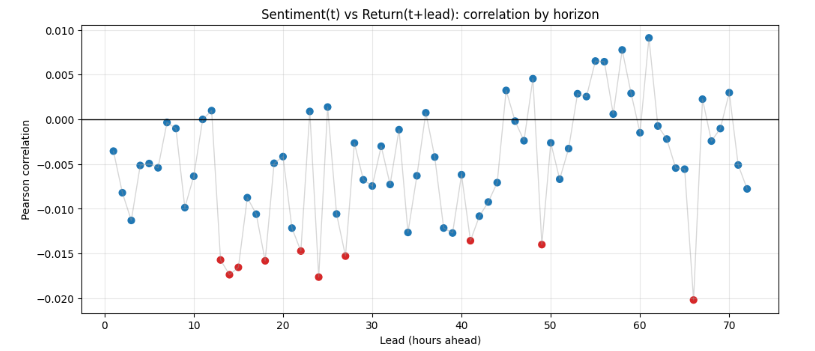 Sentiment(t) vs Return(t+lead): correlation by horizon
Pearson correlation
0.010
0.005
0.000
−0.005
−0.010
−0.015
−0.020
0 10 20 30 40 50 60 70
Lead (hours ahead)